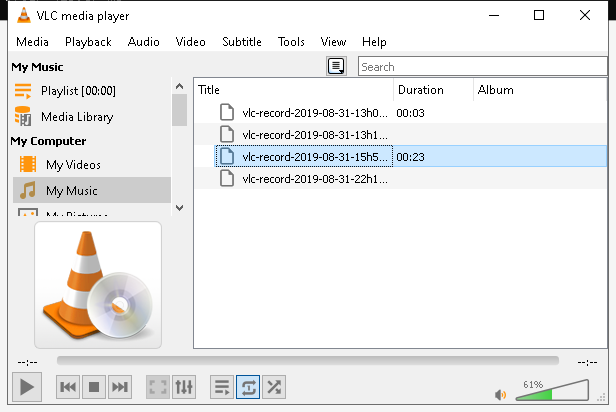 VLC media player
Media Playback Audio Video Subtitle Tools View Help
My Music
Search
Playlist [00:00]
Media Library
My Computer
My Videos
My Music
My Pictures
Title Duration Album
vlc-record-2019-08-31-13h0... 00:03
vlc-record-2019-08-31-13h1...
vlc-record-2019-08-31-15h5... 00:23
vlc-record-2019-08-31-22h1...
--:-- --:--
61%